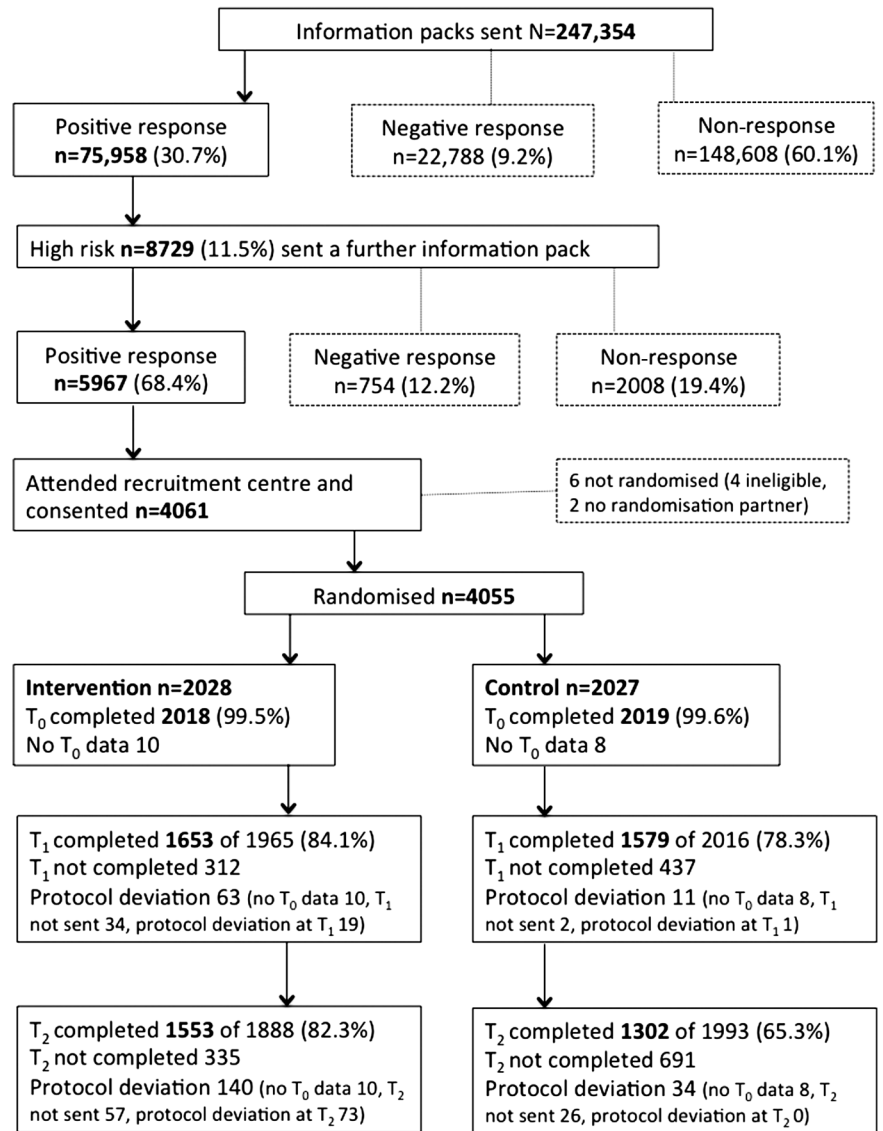 Information packs sent N=247,354
Positive response
n=75,958 (30.7%)
Negative response
n=22,788 (9.2%)
Non-response
n=148,608 (60.1%)
High risk n=8729 (11.5%) sent a further information pack
Positive response
n=5967 (68.4%)
Negative response
n=754 (12.2%)
Non-response
n=2008 (19.4%)
Attended recruitment centre and
consented n=4061
6 not randomised (4 ineligible,
2 no randomisation partner)
Randomised n=4055
Intervention n=2028
T0 completed 2018 (99.5%)
No T0 data 10
Control n=2027
T0 completed 2019 (99.6%)
No T0 data 8
T1 completed 1653 of 1965 (84.1%)
T1 not completed 312
Protocol deviation 63 (no T0 data 10, T1
not sent 34, protocol deviation at T1 19)
T1 completed 1579 of 2016 (78.3%)
T1 not completed 437
Protocol deviation 11 (no T0 data 8, T1
not sent 2, protocol deviation at T1 1)
T2 completed 1553 of 1888 (82.3%)
T2 not completed 335
Protocol deviation 140 (no T0 data 10, T2
not sent 57, protocol deviation at T2 73)
T2 completed 1302 of 1993 (65.3%)
T2 not completed 691
Protocol deviation 34 (no T0 data 8, T2
not sent 26, protocol deviation at T2 0)